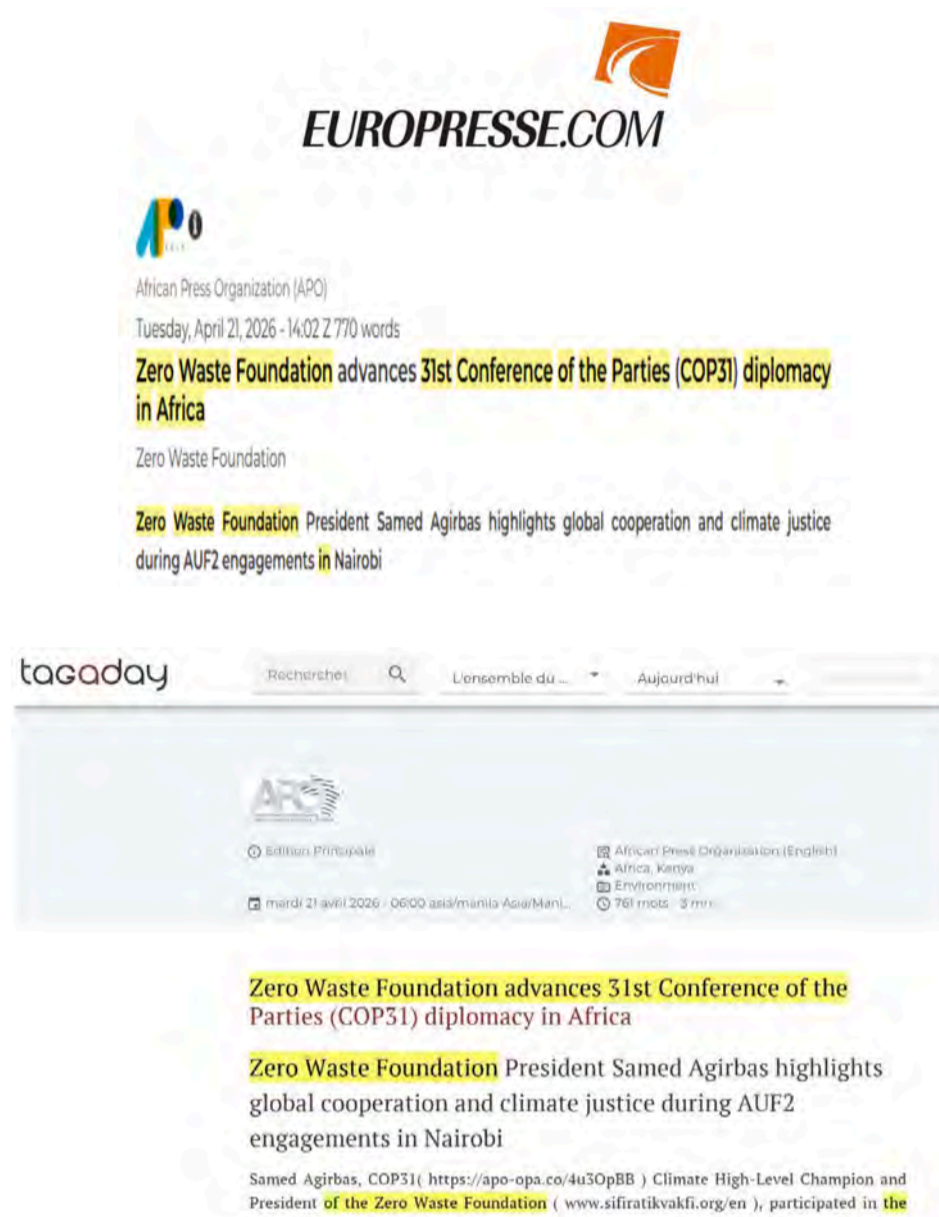 EUROPRESSE.COM
African Press Organization (APO)
Tuesday, April 21, 2026 - 14:02 Z 770 words
Zero Waste Foundation advances 31st Conference of the Parties (COP31) diplomacy
in Africa
Zero Waste Foundation
Zero Waste Foundation President Samed Agirbas highlights global cooperation and climate justice
during AUF2 engagements in Nairobi
tagaday
Rechercher
L'ensemble du ...
Aujourd'hui
APO
Edition Principale
African Press Organisation (English)
Africa, Kenya
Environment
mardi 21 avril 2026 - 06:00 asia/manila Asia/Mani...
761 mots - 3 min
Zero Waste Foundation advances 31st Conference of the
Parties (COP31) diplomacy in Africa
Zero Waste Foundation President Samed Agirbas highlights
global cooperation and climate justice during AUF2
engagements in Nairobi
Samed Agirbas, COP31( https://apo-opa.co/4u3OpBB ) Climate High-Level Champion and
President of the Zero Waste Foundation ( www.sifiratikvakfi.org/en ), participated in the